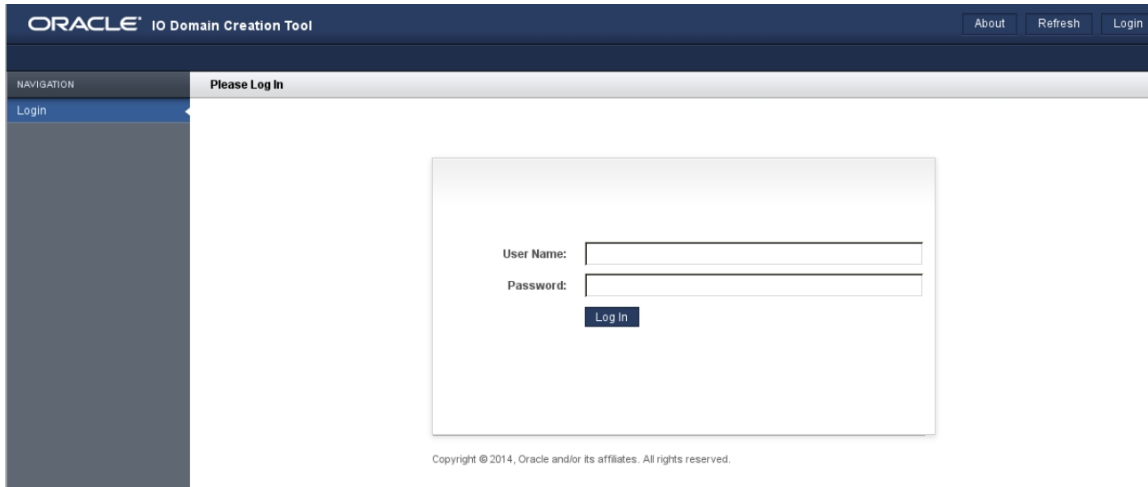 ORACLE® IO Domain Creation Tool About Refresh Login
NAVIGATION Please Log In
Login
User Name:
Password:
Log In
Copyright © 2014, Oracle and/or its affiliates. All rights reserved.